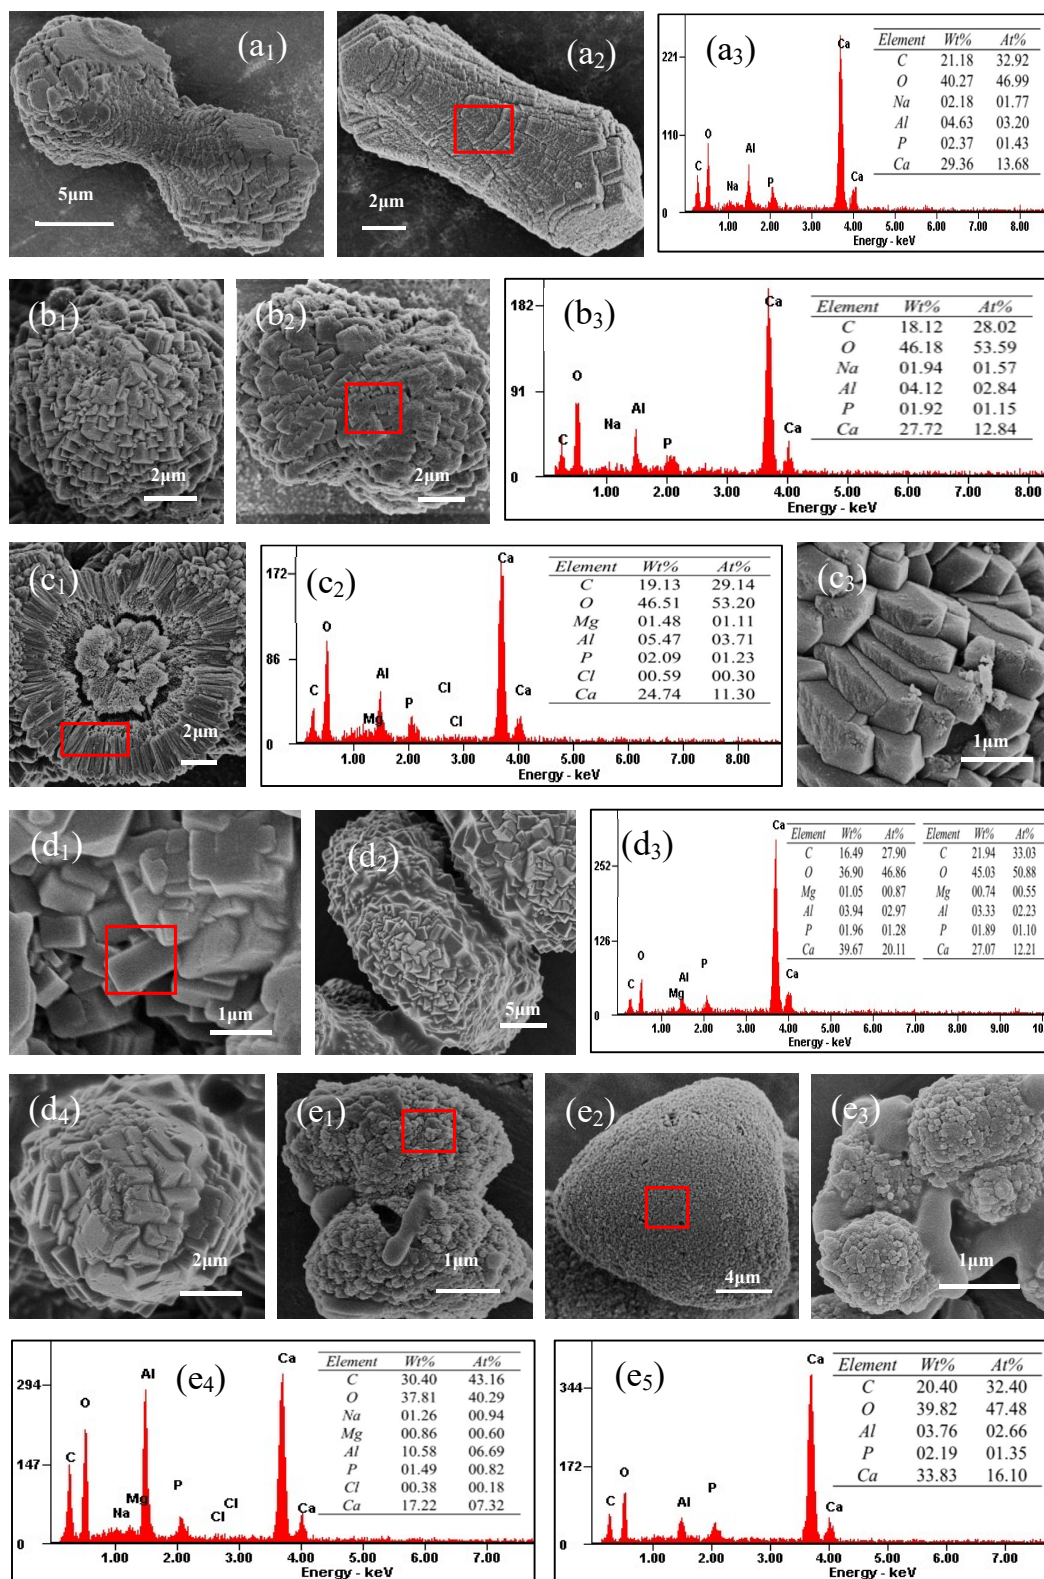 (a₁)
5μm
(a₂)
2μm
(a₃)
Ca
221
110
0
C
O
Na
Al
P
Ca
1.00 2.00 3.00 4.00 5.00 6.00 7.00 8.00
Energy - keV
Element Wt% At%
C 21.18 32.92
O 40.27 46.99
Na 02.18 01.77
Al 04.63 03.20
P 02.37 01.43
Ca 29.36 13.68
(b₁)
2μm
(b₂)
2μm
(b₃)
182
91
0
C
O
Na
Al
P
Ca
Ca
1.00 2.00 3.00 4.00 5.00 6.00 7.00 8.00
Energy - keV
Element Wt% At%
C 18.12 28.02
O 46.18 53.59
Na 01.94 01.57
Al 04.12 02.84
P 01.92 01.15
Ca 27.72 12.84
(c₁)
2μm
(c₂)
172
86
0
C
O
Mg
Al
P
Cl
Cl
Ca
Ca
1.00 2.00 3.00 4.00 5.00 6.00 7.00 8.00
Energy - keV
Element Wt% At%
C 19.13 29.14
O 46.51 53.20
Mg 01.48 01.11
Al 05.47 03.71
P 02.09 01.23
Cl 00.59 00.30
Ca 24.74 11.30
(c₃)
1μm
(d₁)
1μm
(d₂)
5μm
(d₃)
252
126
0
C
O
Mg
Al
P
Ca
Ca
1.00 2.00 3.00 4.00 5.00 6.00 7.00 8.00 9.00 10
Energy - keV
Element Wt% At%
C 16.49 27.90
O 36.90 46.86
Mg 01.05 00.87
Al 03.94 02.97
P 01.96 01.28
Ca 39.67 20.11
Element Wt% At%
C 21.94 33.03
O 45.03 50.88
Mg 00.74 00.55
Al 03.33 02.23
P 01.89 01.10
Ca 27.07 12.21
(d₄)
2μm
(e₁)
1μm
(e₂)
4μm
(e₃)
1μm
(e₄)
294
147
0
C
O
Na
Mg
Al
P
Cl
Cl
Ca
Ca
1.00 2.00 3.00 4.00 5.00 6.00 7.00
Energy - keV
Element Wt% At%
C 30.40 43.16
O 37.81 40.29
Na 01.26 00.94
Mg 00.86 00.60
Al 10.58 06.69
P 01.49 00.82
Cl 00.38 00.18
Ca 17.22 07.32
(e₅)
344
172
0
C
O
Al
P
Ca
Ca
1.00 2.00 3.00 4.00 5.00 6.00 7.00
Energy - keV
Element Wt% At%
C 20.40 32.40
O 39.82 47.48
Al 03.76 02.66
P 02.19 01.35
Ca 33.83 16.10